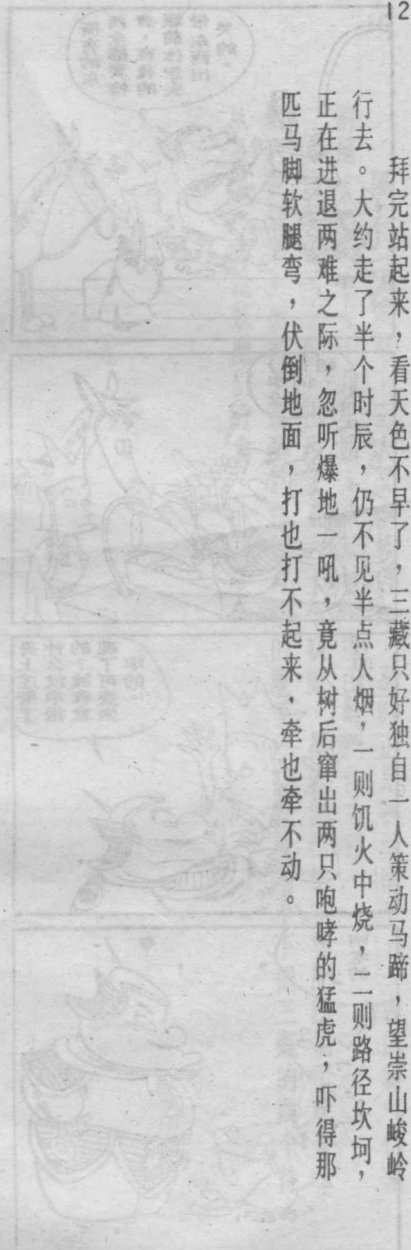 12
拜完站起来，看天色不早了，三藏只好独自一人策动马蹄，望崇山峻岭
行去。大约走了半个时辰，仍不见半点人烟，一则饥火中烧，二则路径坎坷，
正在进退两难之际，忽听爆地一吼，竟从树后窜出两只咆哮的猛虎，吓得那
匹马脚软腿弯，伏倒地面，打也打不起来，牵也牵不动。